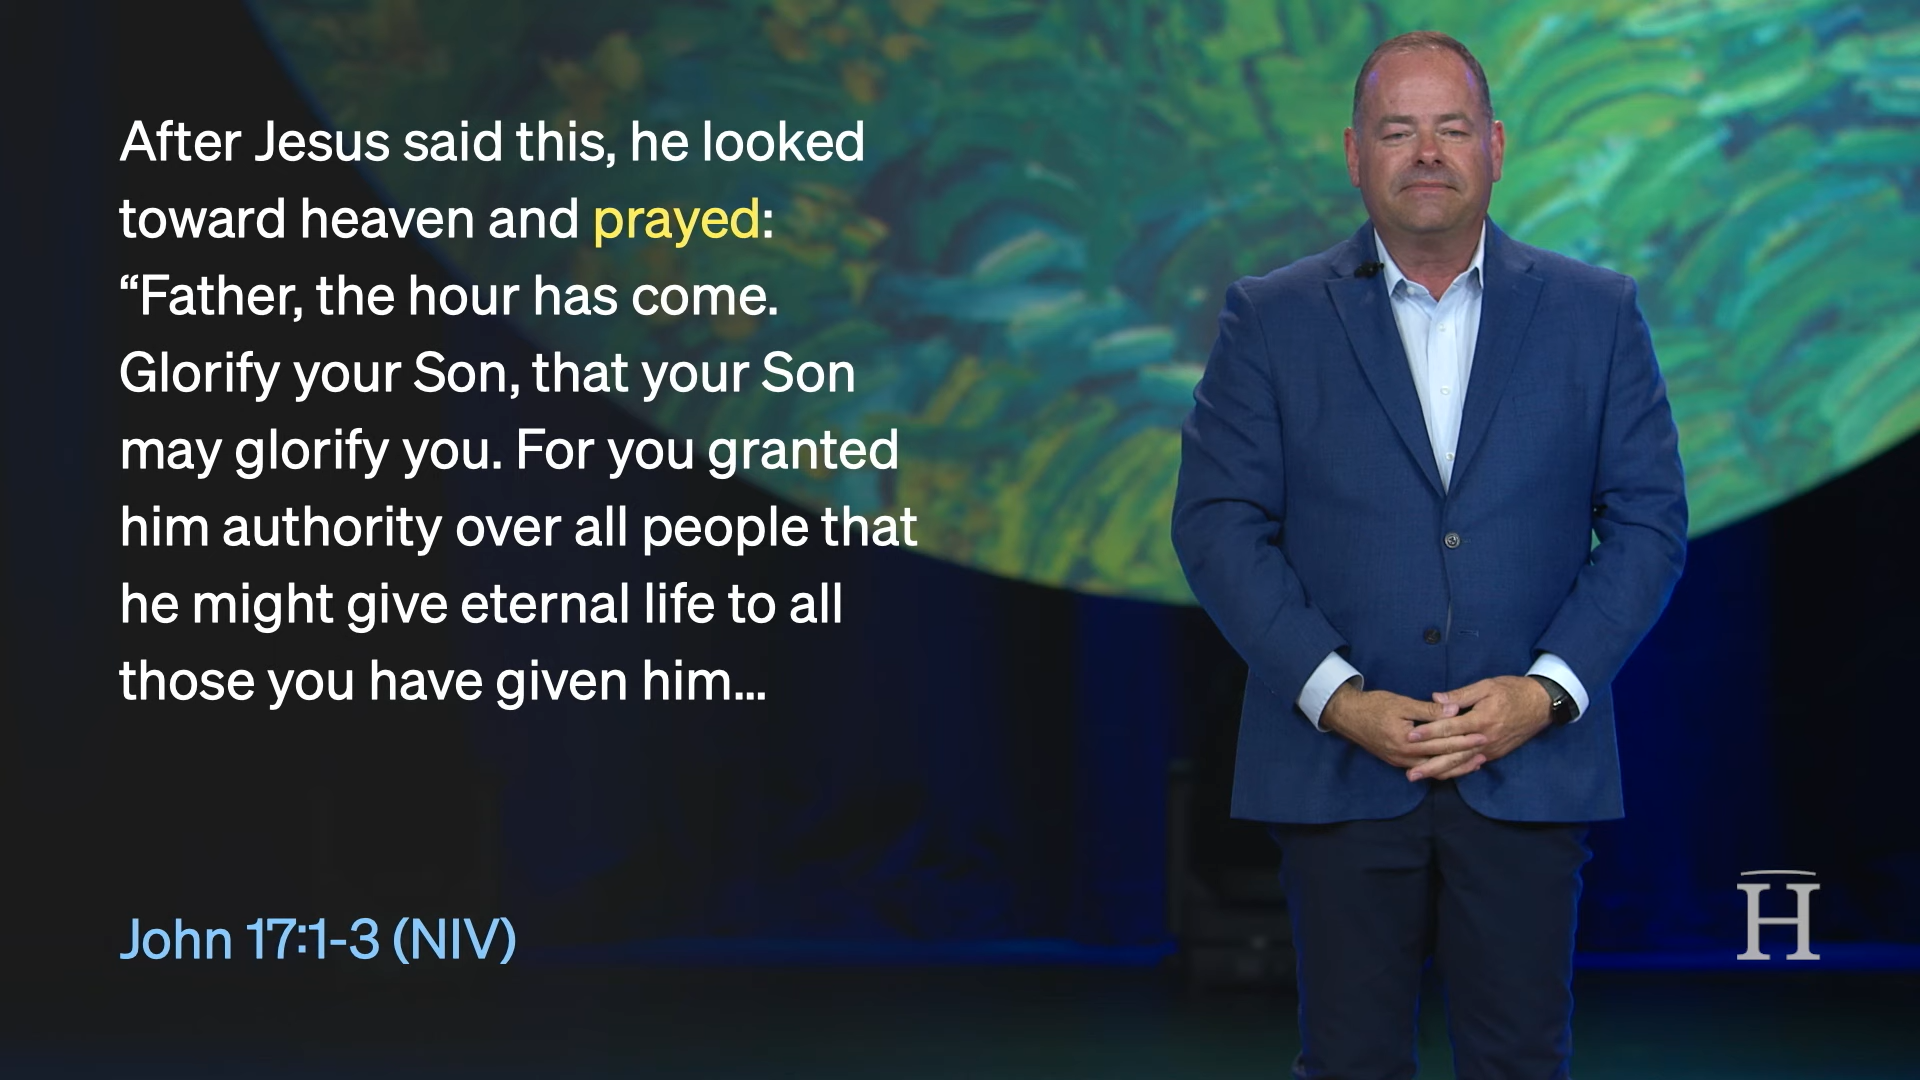 After Jesus said this, he looked
toward heaven and prayed:
“Father, the hour has come.
Glorify your Son, that your Son
may glorify you. For you granted
him authority over all people that
he might give eternal life to all
those you have given him...
John 17:1-3 (NIV)
H